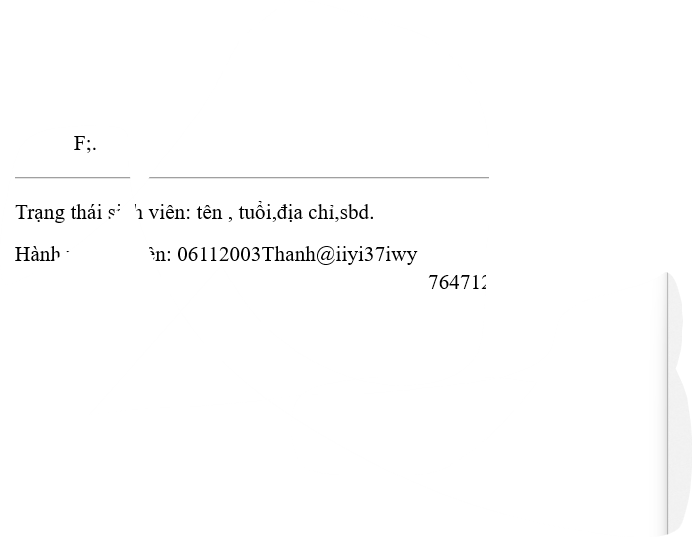 F;.
Trạng thái viên: tên , tuổi,địa chỉ,sbd.
Hành 06112003Thanh@iiyi37iwy
76471